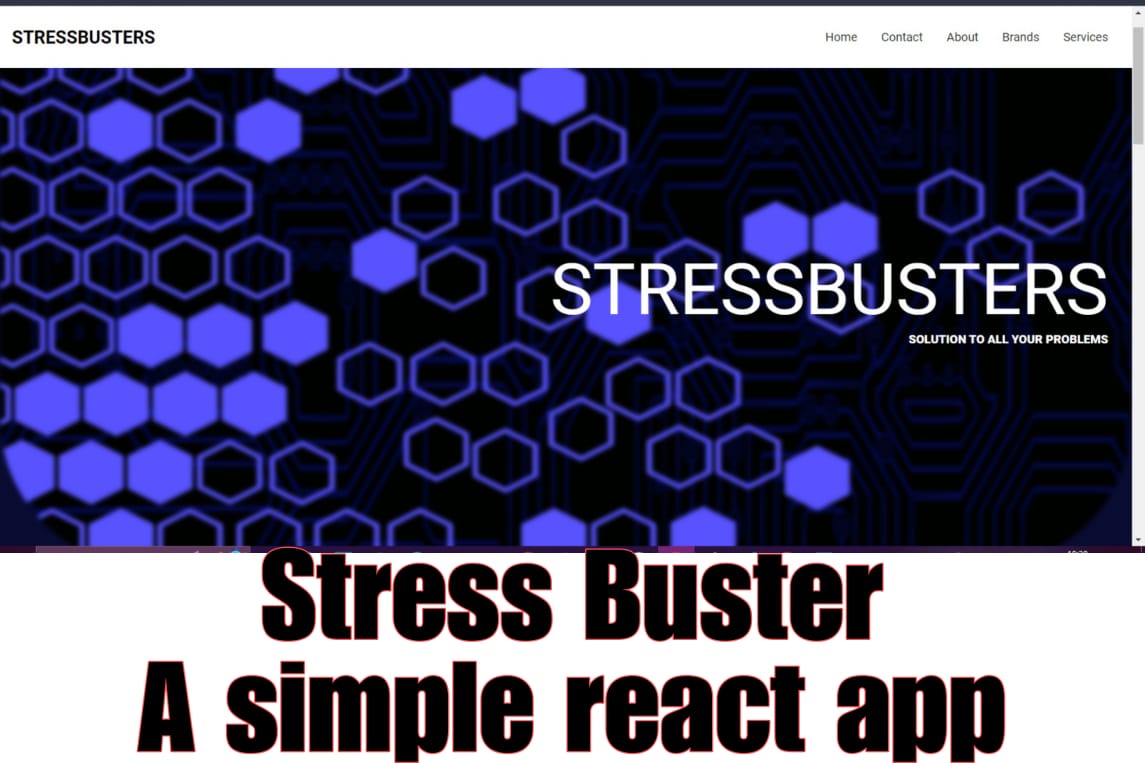 STRESSBUSTERS
Home Contact About Brands Services
STRESSBUSTERS
SOLUTION TO ALL YOUR PROBLEMS
Stress Buster
A simple react app